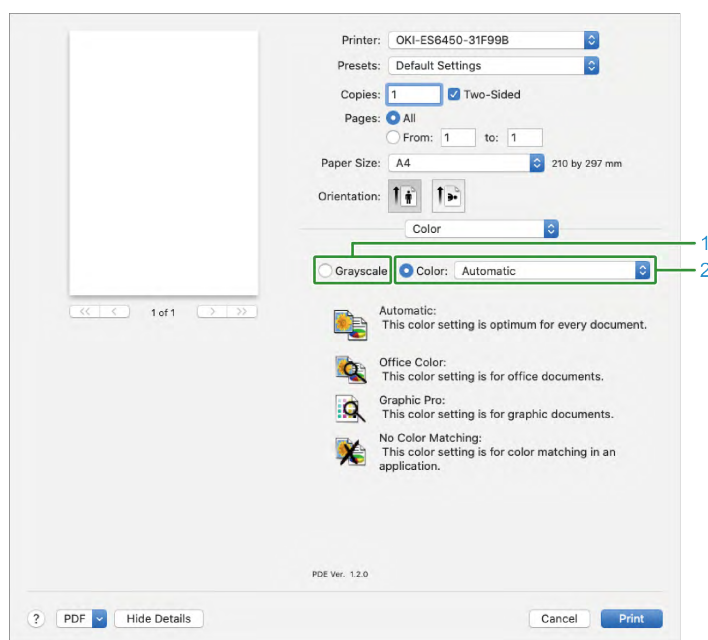 Printer: OKI-ES6450-31F99B
Presets: Default Settings
Copies: 1 Two-Sided
Pages: All
From: 1 to: 1
Paper Size: A4 210 by 297 mm
Orientation:
Color
1
Grayscale Color: Automatic 2
<< < 1 of 1 > >>
Automatic:
This color setting is optimum for every document.
Office Color:
This color setting is for office documents.
Graphic Pro:
This color setting is for graphic documents.
No Color Matching:
This color setting is for color matching in an
application.
PDE Ver. 1.2.0
? PDF Hide Details Cancel Print